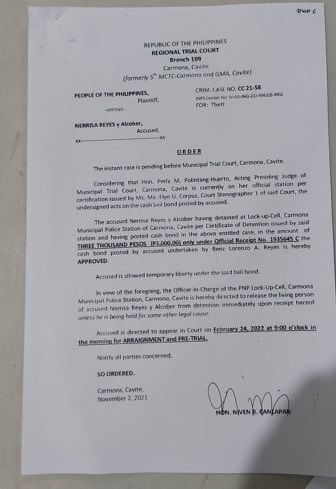 REPUBLIC OF THE PHILIPPINES
REGIONAL TRIAL COURT
Branch 109
Carmona, Cavite
(formerly 5th MCTC-Carmona and GMA, Cavite)
PEOPLE OF THE PHILIPPINES,
Plaintiff,
CRIM. CASE NO. CC 21-58
FOR: Theft
-versus-
NERRISA REYES y Alcober,
Accused.
x---------------------------------------x
O R D E R
The instant case is pending before Municipal Trial Court, Carmona, Cavite.
Considering that Hon. Perla M. Polintang-Huerto, Acting Presiding Judge of
Municipal Trial Court, Carmona, Cavite is currently on her official station per
certification issued by Ms. Ma. Elyn U. Corpuz, Court Stenographer 1 of said Court, the
undersigned acts on the cash bail bond posted by accused.
The accused Nerrisa Reyes y Alcober having detained at Lock-up-Cell, Carmona
Municipal Police Station of Carmona, Cavite per Certificate of Detention issued by said
station and having posted cash bond in the above entitled case, in the amount of
THREE THOUSAND PESOS (P3,000.00) only under Official Receipt No. 1935645 C the
cash bond posted by accused undertaken by Renz Lorenzo A. Reyes is hereby
APPROVED.
Accused is allowed temporary liberty under the said bail bond.
In view of the foregoing, the Officer-in-Charge of the PNP Lock-Up-Cell, Carmona
Municipal Police Station, Carmona, Cavite is hereby directed to release the living person
of accused Nerrisa Reyes y Alcober from detention immediately upon receipt hereof
unless he is being held for some other legal cause.
Accused is directed to appear in Court on February 24, 2022 at 9:00 o'clock in
the morning for ARRAIGNMENT and PRE-TRIAL.
Notify all parties concerned.
SO ORDERED.
Carmona, Cavite,
November 2, 2021
HON. NIVEN R. CANLAPAN